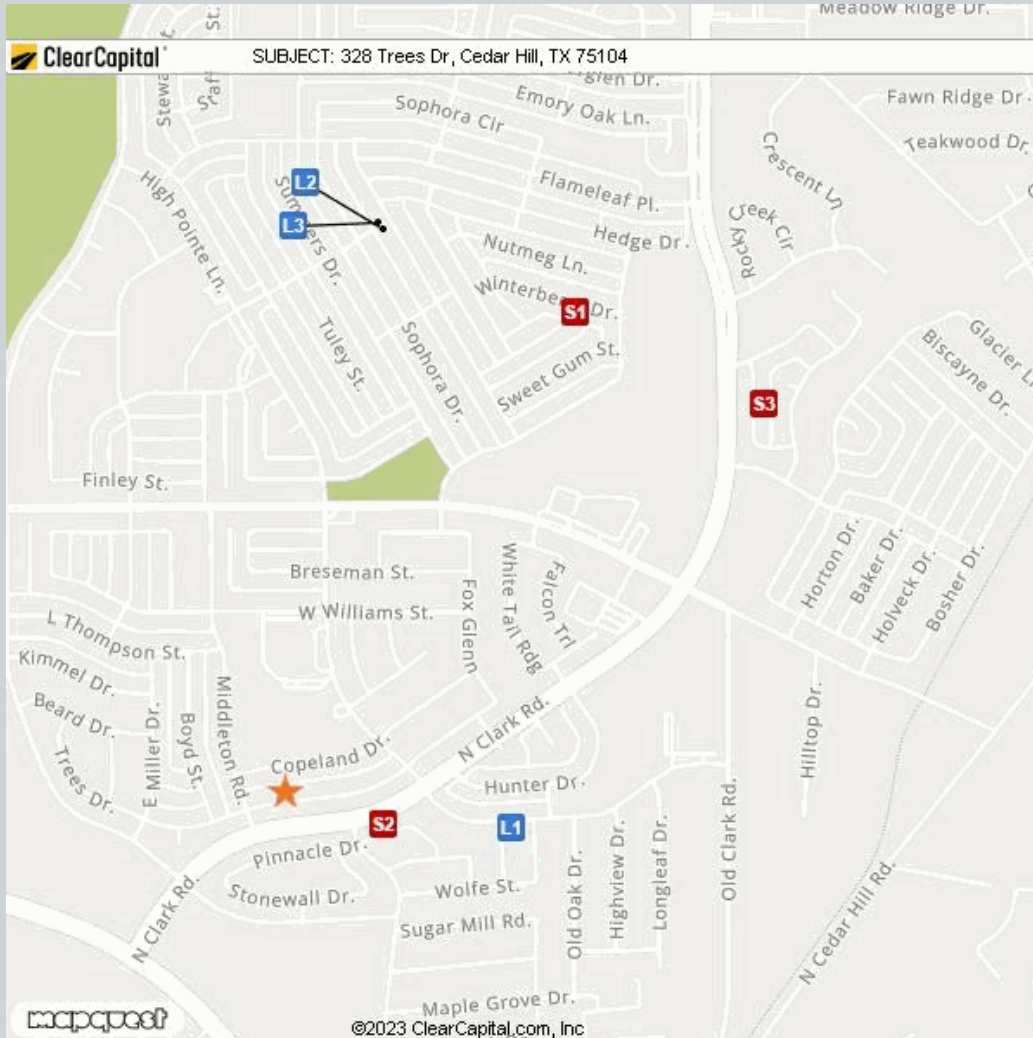 Meadow Ridge Dr.
St.
ClearCapital
SUBJECT: 328 Trees Dr, Cedar Hill, TX 75104
Emory Oak Ln.
Sophora Cir
Fawn Ridge Dr.
Teakwood Dr.
Crescent Ln
High Pointe Ln.
L2
Flameleaf Pl.
L3
Summers Dr.
Hedge Dr.
Rocky Creek Cir
Nutmeg Ln.
Dr.
S1
Tuley St.
Sophora Dr.
Sweet Gum St.
Biscayne Dr.
Glacier
S3
Finley St.
Horton Dr.
Baker Dr.
Holveck Dr.
Bosher Dr.
Breseman St.
W Williams St.
Fox Glenn
White Tail Rdg
Falcon Trl
L Thompson St.
Kimmel Dr.
Beard Dr.
Trees Dr.
E Miller Dr.
Boyd St.
Middleton Rd.
Copeland Dr.
N Clark Rd.
Hunter Dr.
Hilltop Dr.
S2
L1
Pinnacle Dr.
Stonewall Dr.
Wolfe St.
Sugar Mill Rd.
Old Oak Dr.
Highview Dr.
Longleaf Dr.
Old Clark Rd.
N Clark Rd.
N Cedar Hill Rd.
Maple Grove Dr.
mapquest
©2023 ClearCapital.com, Inc